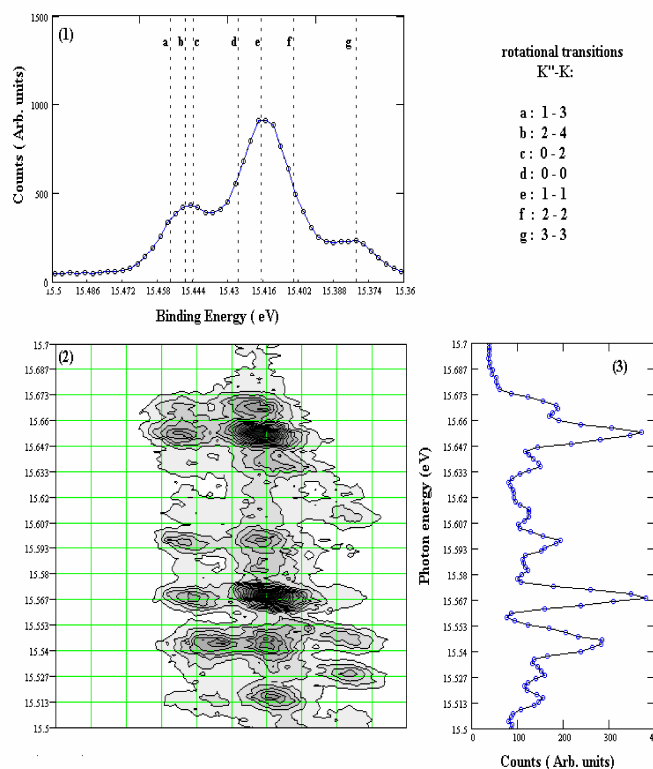 (1)
Counts ( Arb. units)
1500
1000
500
0
a b c d e f g
15.5 15.486 15.472 15.458 15.444 15.43 15.416 15.402 15.388 15.374 15.36
Binding Energy ( eV)
rotational transitions
K"-K:
a : 1 - 3
b : 2 - 4
c : 0 - 2
d : 0 - 0
e : 1 - 1
f : 2 - 2
g : 3 - 3
(2)
15.7
15.687
15.673
15.66
15.647
15.633
15.62
15.607
15.593
15.58
15.567
15.553
15.54
15.527
15.513
15.5
(3)
Photon energy (eV)
15.7
15.687
15.673
15.66
15.647
15.633
15.62
15.607
15.593
15.58
15.567
15.553
15.54
15.527
15.513
15.5
0 100 200 300
Counts ( Arb. units)